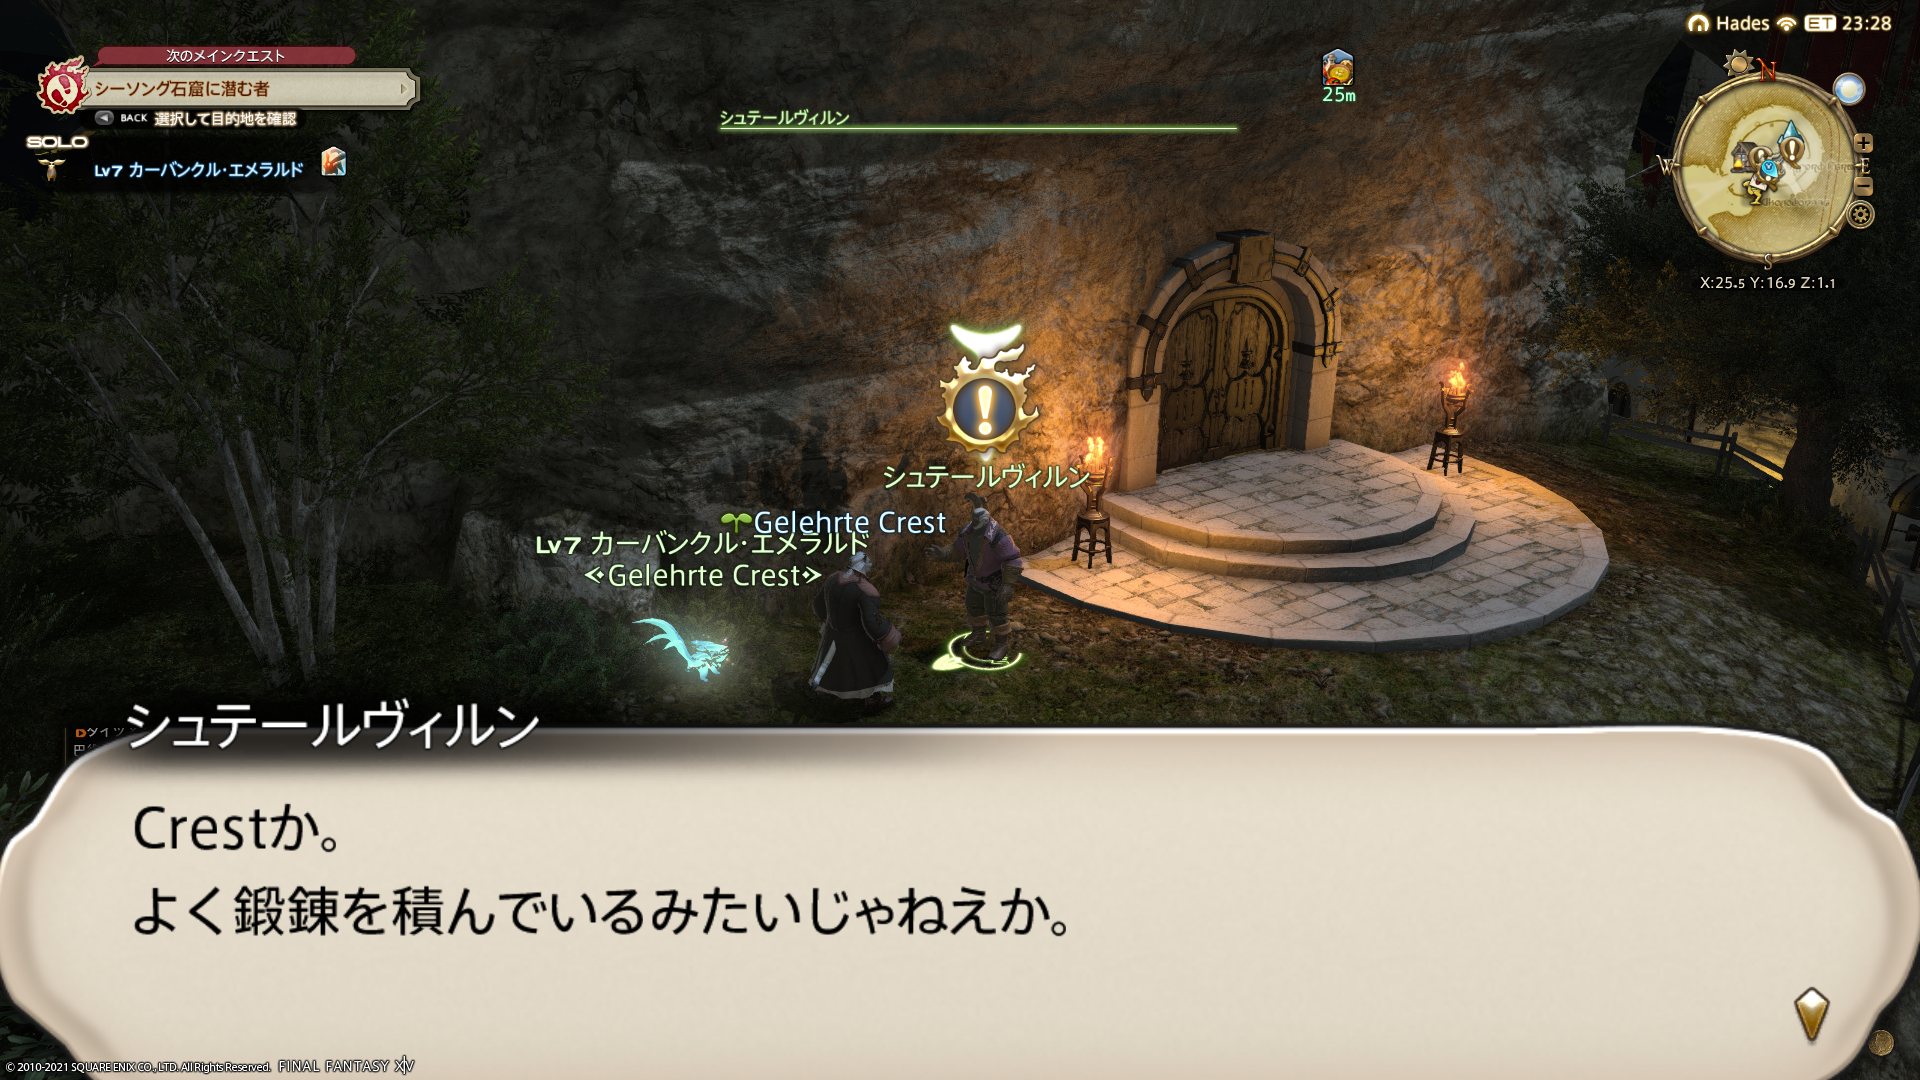 Hades ET 23:28
次のメインクエスト
シーソング石窟に潜む者
BACK 選択して目的地を確認
SOLO
Lv7 カーバンクル・エメラルド
シュテールヴィルン
25m
N
W
E
S
X:25.5 Y:16.9 Z:1.1
シュテールヴィルン
Gelehrte Crest
Lv7 カーバンクル・エメラルド
Gelehrte Crest
シュテールヴィルン
Crestか。
よく鍛錬を積んでいるみたいじゃねえか。
© 2010-2021 SQUARE ENIX CO., LTD. All Rights Reserved. FINAL FANTASY XIV